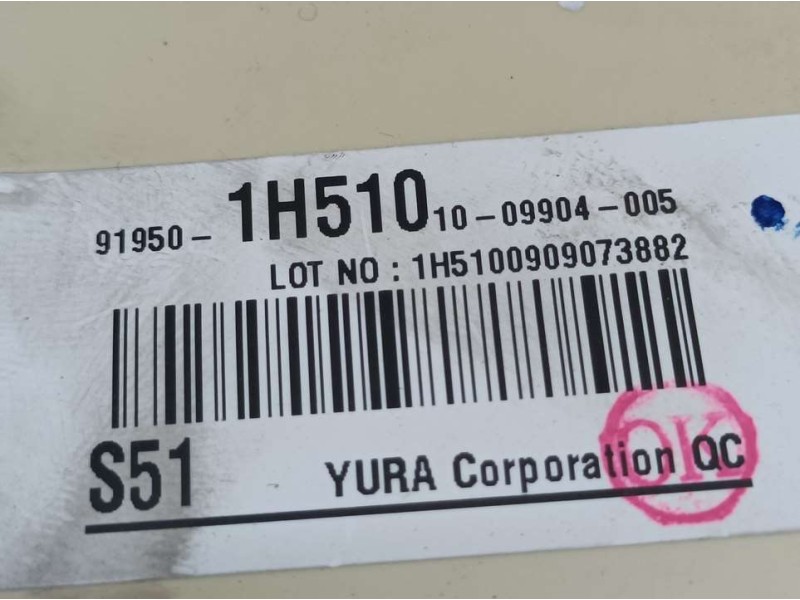 91950- 1H510 10-09904-005
LOT NO : 1H5100909073882
S51 YURA Corporation QC
OK